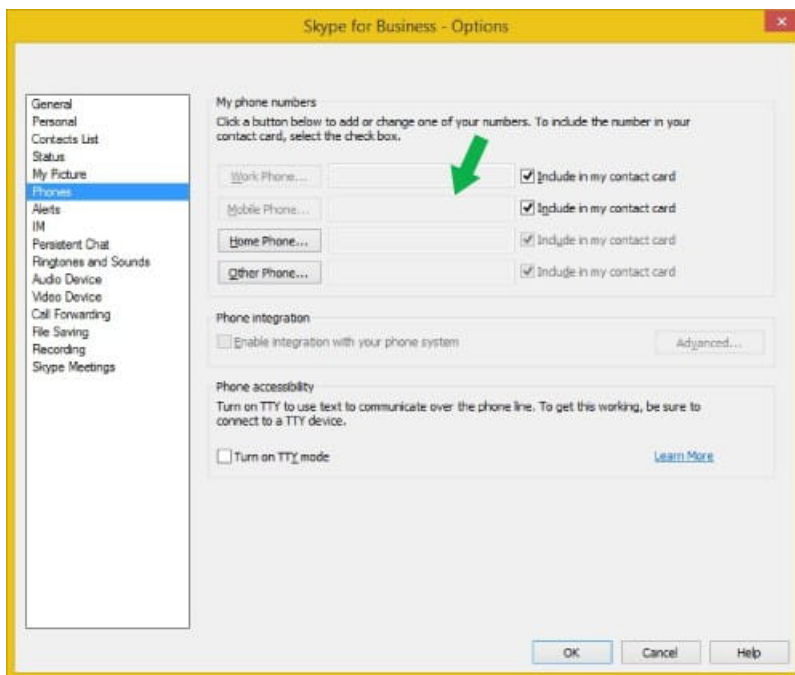 Skype for Business - Options
General
Personal
Contacts List
Status
My Picture
Phones
Alerts
IM
Persistent Chat
Ringtones and Sounds
Audio Device
Video Device
Call Forwarding
File Saving
Recording
Skype Meetings
My phone numbers
Click a button below to add or change one of your numbers. To include the number in your
contact card, select the check box.
Work Phone... Include in my contact card
Mobile Phone... Include in my contact card
Home Phone... Include in my contact card
Other Phone... Include in my contact card
Phone integration
Enable integration with your phone system Advanced...
Phone accessibility
Turn on TTY to use text to communicate over the phone line. To get this working, be sure to
connect to a TTY device.
Turn on TTY mode Learn More
OK Cancel Help